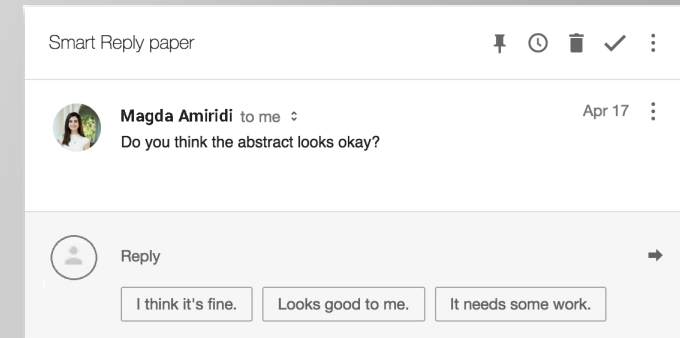 Smart Reply paper
Magda Amiridi to me
Apr 17
Do you think the abstract looks okay?
Reply
I think it's fine.
Looks good to me.
It needs some work.